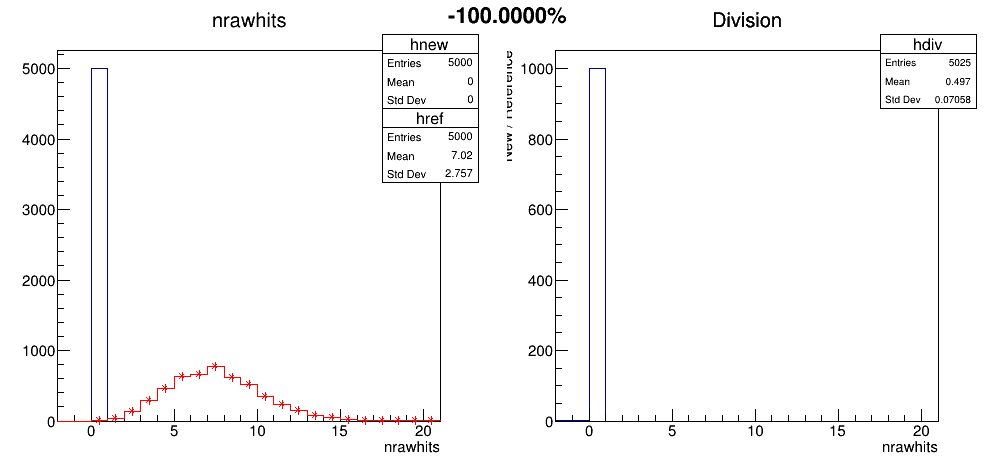 -100.0000%
nrawhits
hnew
Entries 5000
Mean 0
Std Dev 0
href
Entries 5000
Mean 7.02
Std Dev 2.757
5000
4000
3000
2000
1000
0
0 5 10 15 20
nrawhits
Division
hdiv
Entries 5025
Mean 0.497
Std Dev 0.07058
New / Reference
1000
800
600
400
200
0
0 5 10 15 20
nrawhits